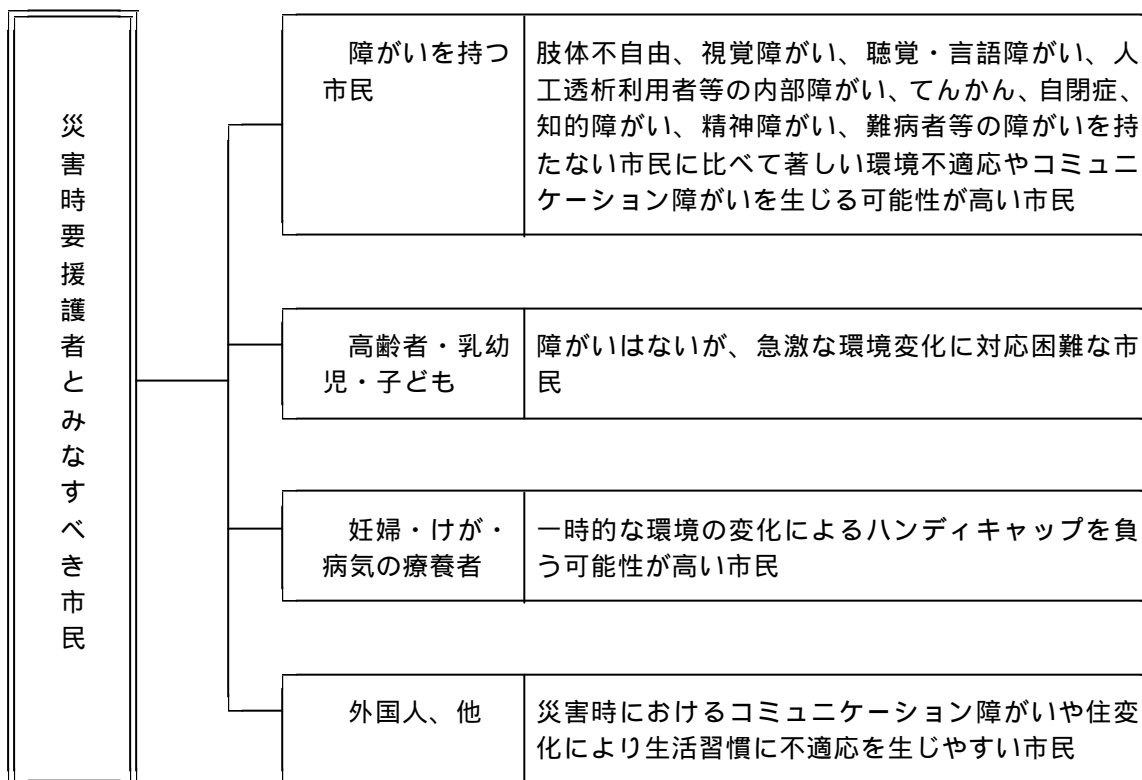 災害時要援護者とみなすべき市民
障がいを持つ
市民
肢体不自由、視覚障がい、聴覚・言語障がい、人
工透析利用者等の内部障がい、てんかん、自閉症、
知的障がい、精神障がい、難病者等の障がいを持
たない市民に比べて著しい環境不適応やコミュニ
ケーション障がいを生じる可能性が高い市民
高齢者・乳幼
児・子ども
障がいはないが、急激な環境変化に対応困難な市
民
妊婦・けが・
病気の療養者
一時的な環境の変化によるハンディキャップを負
う可能性が高い市民
外国人、他
災害時におけるコミュニケーション障がいや住変
化により生活習慣に不適応を生じやすい市民